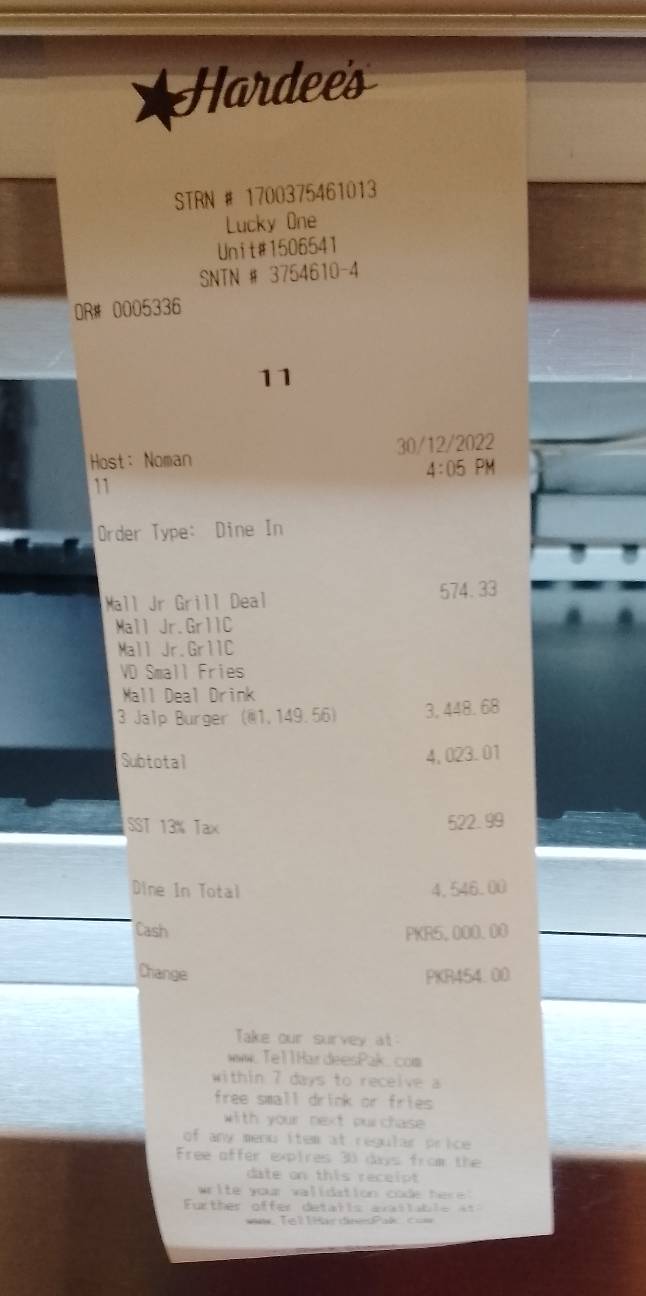 Hardee's
STRN # 1700375461013
Lucky One
Unit#1506541
SNTN # 3754610-4
OR# 0005336
11
Host: Noman 30/12/2022
11 4:05 PM
Order Type: Dine In
Mall Jr Grill Deal 574.33
Mall Jr.GrllC
Mall Jr.GrllC
VD Small Fries
Mall Deal Drink
3 Jalp Burger (@1,149.56) 3,448.68
Subtotal 4,023.01
SST 13% Tax 522.99
Dine In Total 4,546.00
Cash PKR5,000.00
Change PKR454.00
Take our survey at:
www.TellHardeesPak.com
within 7 days to receive a
free small drink or fries
with your next purchase
of any menu item at regular price
Free offer expires 30 days from the
date on this receipt
write your validation code here:
Further offer details available at:
www.TellHardeesPak.com